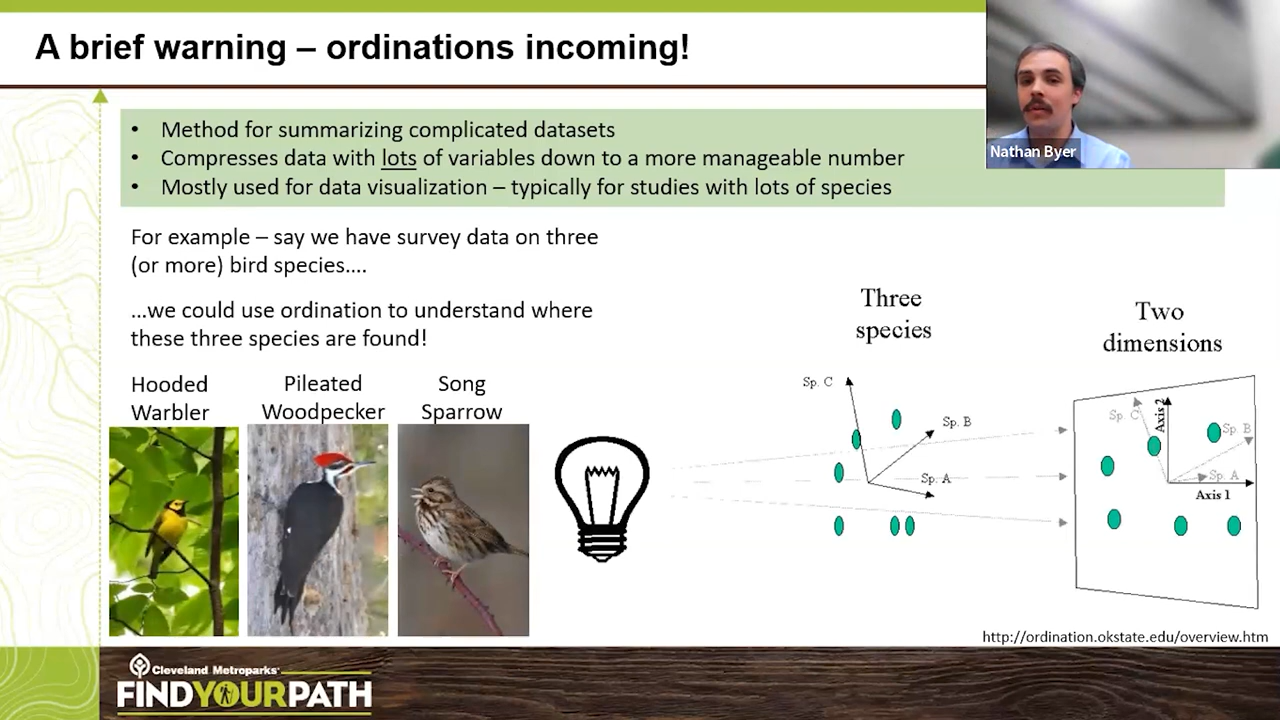 A brief warning – ordinations incoming!
Nathan Byer
• Method for summarizing complicated datasets
• Compresses data with lots of variables down to a more manageable number
• Mostly used for data visualization – typically for studies with lots of species
For example – say we have survey data on three
(or more) bird species....
...we could use ordination to understand where
these three species are found!
Hooded
Warbler
Pileated
Woodpecker
Song
Sparrow
Three
species
Sp. C
Sp. B
Sp. A
Two
dimensions
Sp. C
Axis 2
Sp. B
Sp. A
Axis 1
http://ordination.okstate.edu/overview.htm
Cleveland Metroparks
FINDYOURPATH